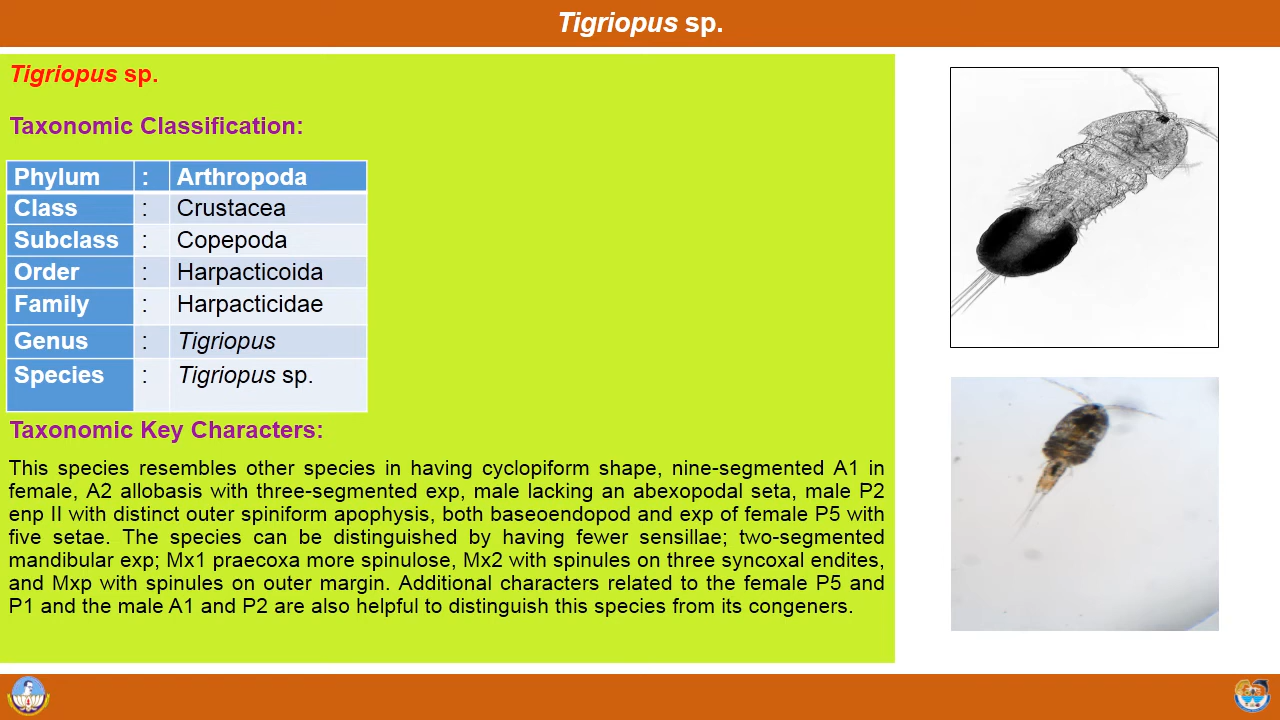 Tigriopus sp.
Tigriopus sp.
Taxonomic Classification:
Phylum : Arthropoda
Class : Crustacea
Subclass : Copepoda
Order : Harpacticoida
Family : Harpacticidae
Genus : Tigriopus
Species : Tigriopus sp.
Taxonomic Key Characters:
This species resembles other species in having cyclopiform shape, nine-segmented A1 in
female, A2 allobasis with three-segmented exp, male lacking an abexopodal seta, male P2
enp II with distinct outer spiniform apophysis, both baseoendopod and exp of female P5 with
five setae. The species can be distinguished by having fewer sensillae; two-segmented
mandibular exp; Mx1 praecoxa more spinulose, Mx2 with spinules on three syncoxal endites,
and Mxp with spinules on outer margin. Additional characters related to the female P5 and
P1 and the male A1 and P2 are also helpful to distinguish this species from its congeners.